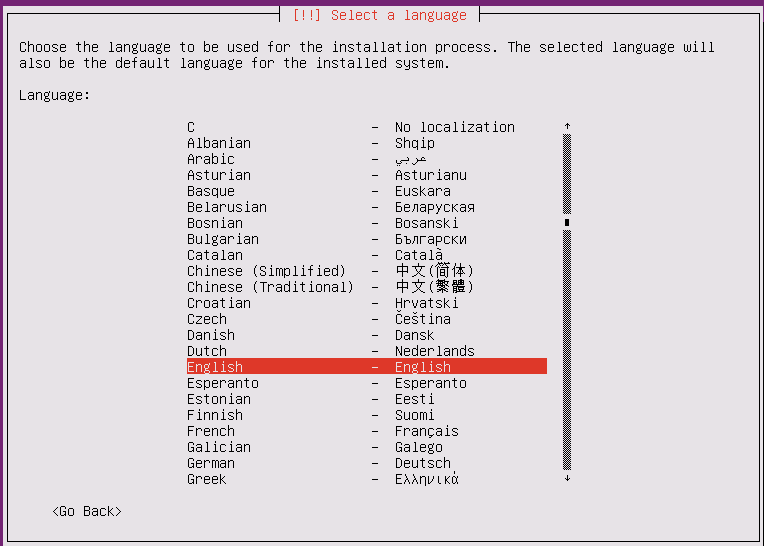 [!!] Select a language
Choose the language to be used for the installation process. The selected language will
also be the default language for the installed system.
Language:
C - No localization
Albanian - Shqip
Arabic - عربي
Asturian - Asturianu
Basque - Euskara
Belarusian - Беларуская
Bosnian - Bosanski
Bulgarian - Български
Catalan - Català
Chinese (Simplified) - 中文(简体)
Chinese (Traditional) - 中文(繁體)
Croatian - Hrvatski
Czech - Čeština
Danish - Dansk
Dutch - Nederlands
English - English
Esperanto - Esperanto
Estonian - Eesti
Finnish - Suomi
French - Français
Galician - Galego
German - Deutsch
Greek - Ελληνικά
<Go Back>